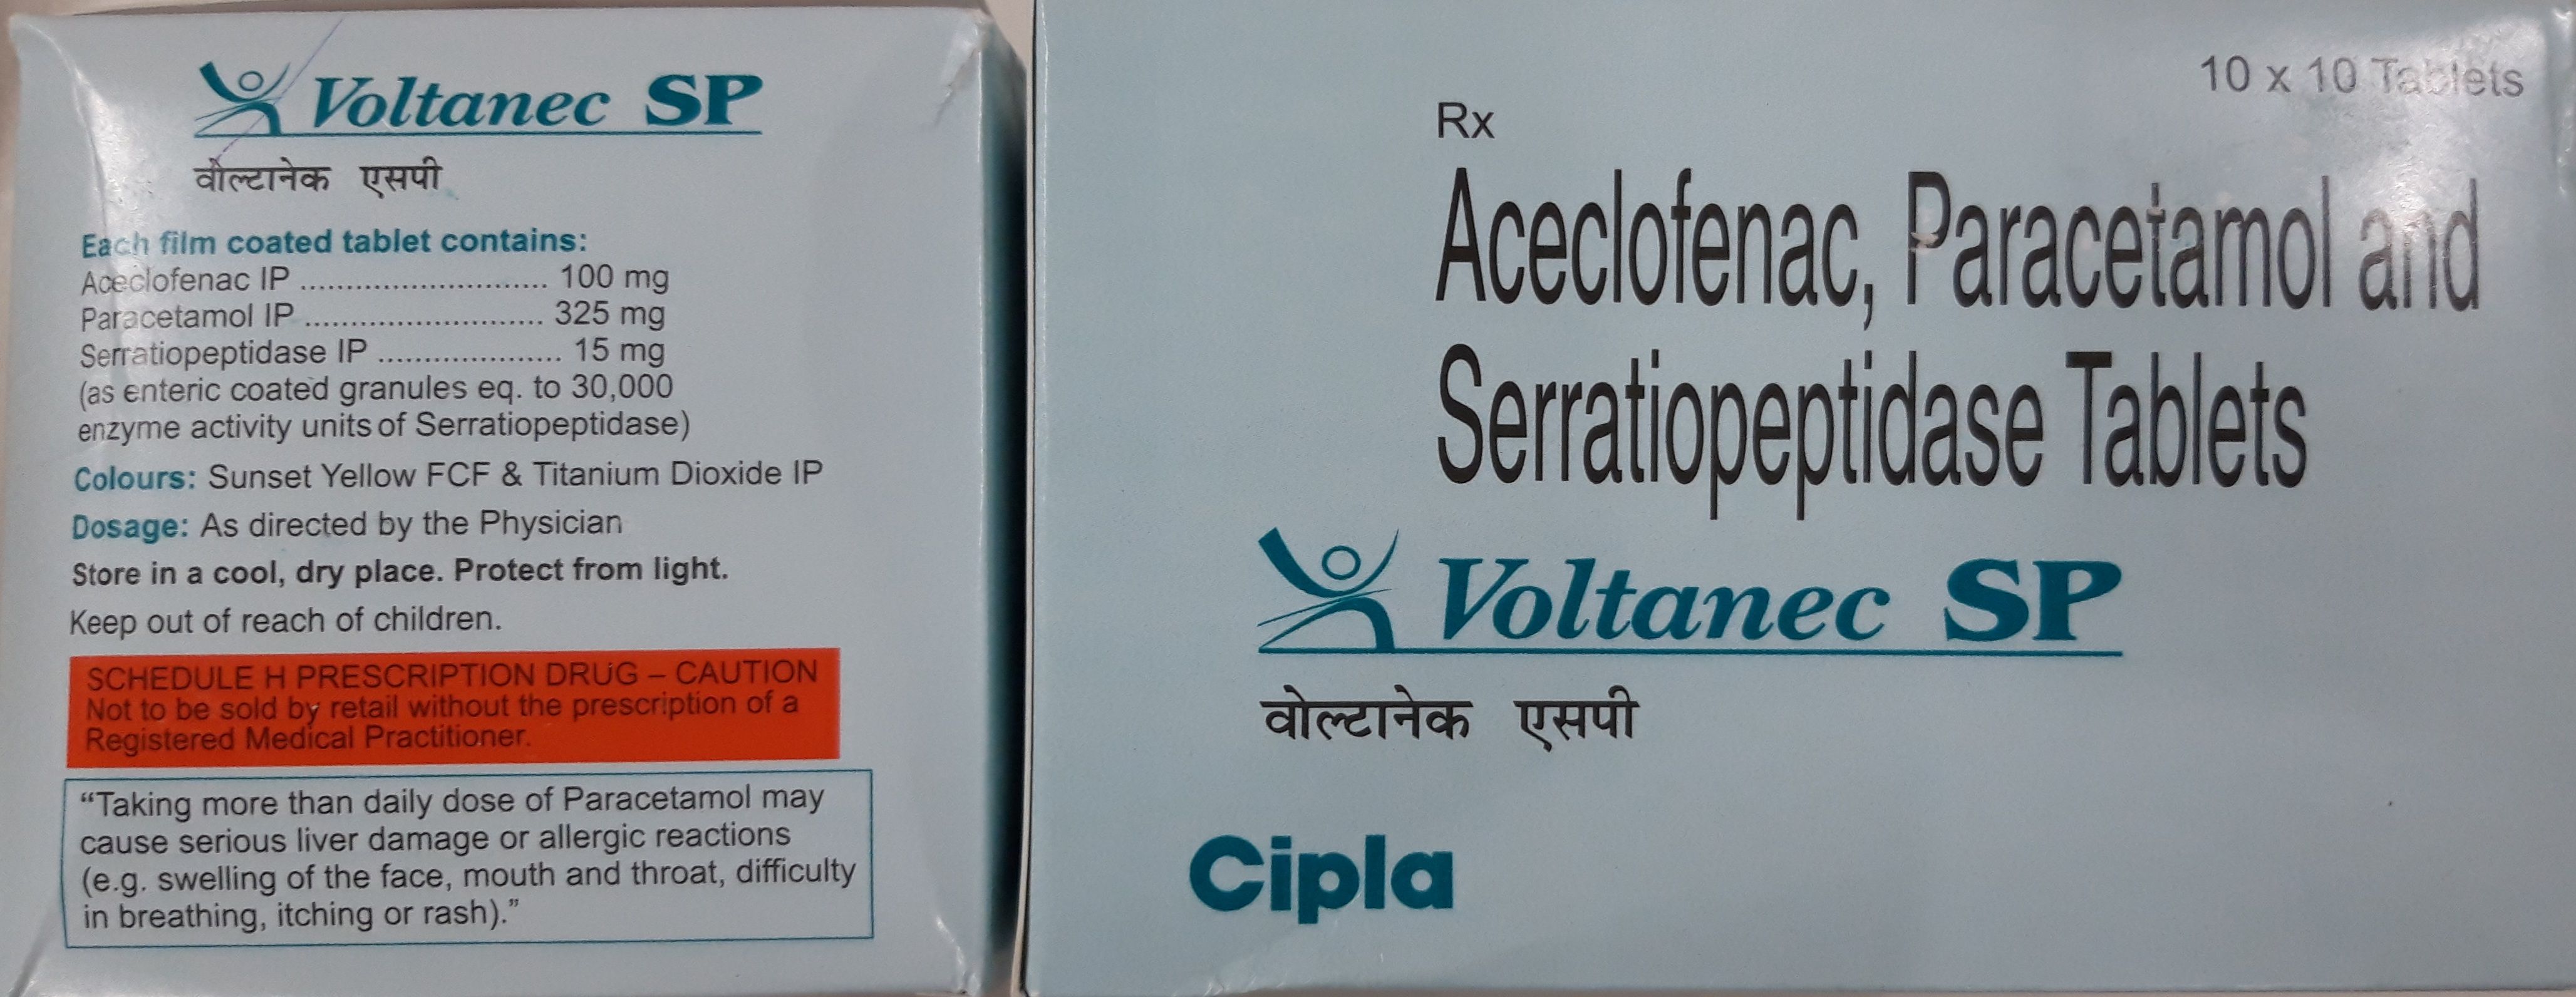 Voltanec SP
वोल्टानेक एसपी
Each film coated tablet contains:
Aceclofenac IP ........................... 100 mg
Paracetamol IP .......................... 325 mg
Serratiopeptidase IP .................... 15 mg
(as enteric coated granules eq. to 30,000
enzyme activity units of Serratiopeptidase)
Colours: Sunset Yellow FCF & Titanium Dioxide IP
Dosage: As directed by the Physician
Store in a cool, dry place. Protect from light.
Keep out of reach of children.
SCHEDULE H PRESCRIPTION DRUG – CAUTION
Not to be sold by retail without the prescription of a
Registered Medical Practitioner.
“Taking more than daily dose of Paracetamol may
cause serious liver damage or allergic reactions
(e.g. swelling of the face, mouth and throat, difficulty
in breathing, itching or rash).”
10 x 10 Tablets
Rx
Aceclofenac, Paracetamol and
Serratiopeptidase Tablets
Voltanec SP
वोल्टानेक एसपी
Cipla